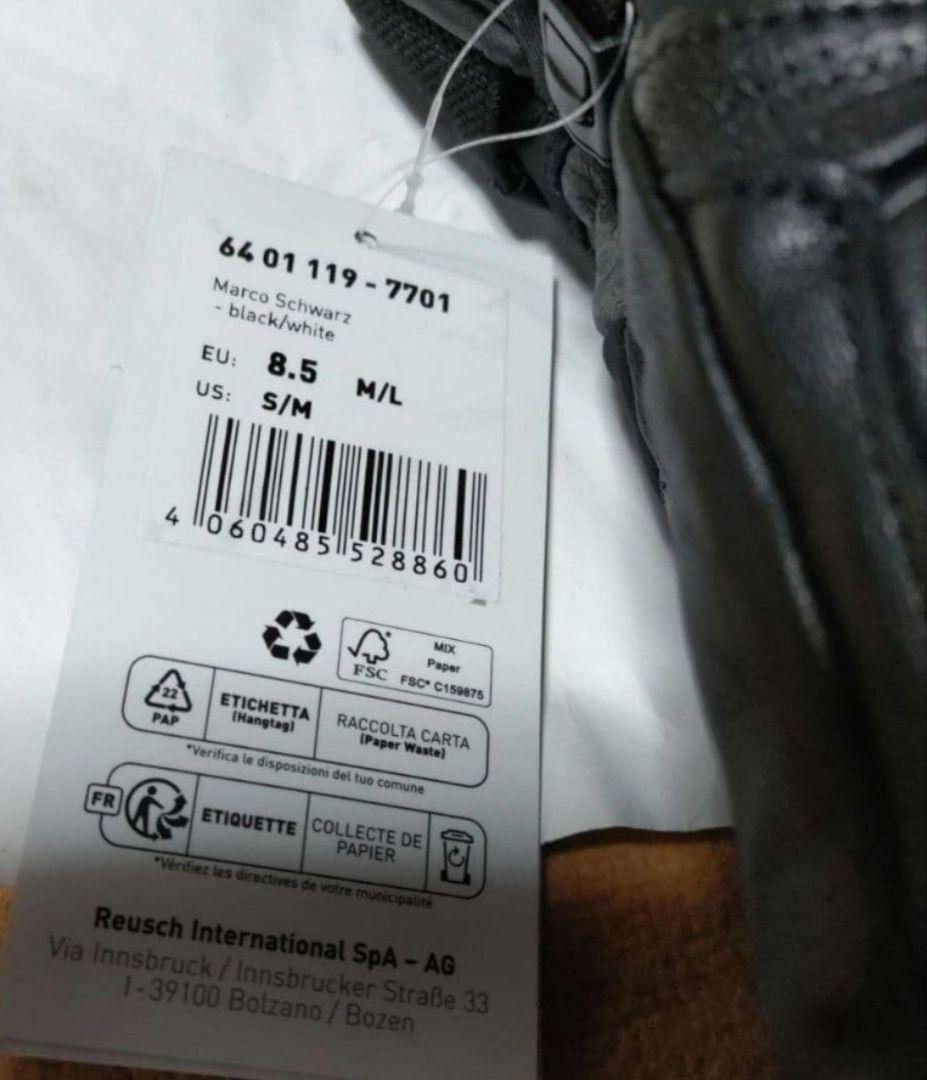 64 01 119 - 7701
Marco Schwarz
- black/white
EU: 8.5 M/L
US: S/M
4 060485 528860
FSC
MIX
Paper
FSC® C159875
22
PAP
ETICHETTA
(Hangtag)
RACCOLTA CARTA
(Paper Waste)
*Verifica le disposizioni del tuo comune
FR
ETIQUETTE
COLLECTE DE
PAPIER
*Vérifiez les directives de votre municipalité
Reusch International SpA – AG
Via Innsbruck / Innsbrucker Straße 33
I-39100 Bolzano / Bozen